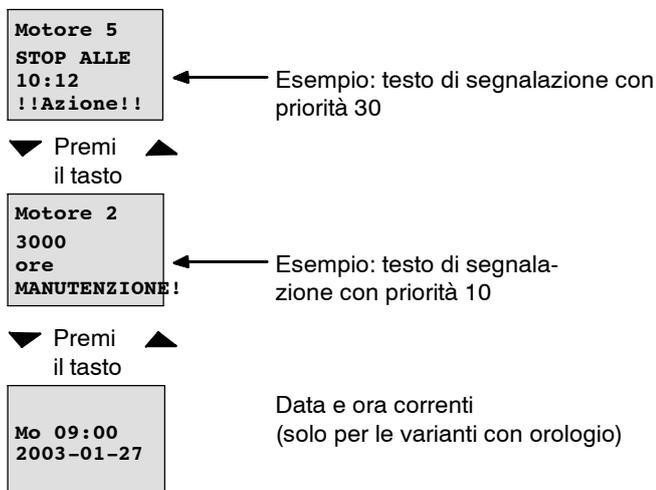 Motore 5
STOP ALLE
10:12
!!Azione!!
Esempio: testo di segnalazione con
priorità 30
Premi
il tasto
Motore 2
3000
ore
MANUTENZIONE!
Esempio: testo di segnala-
zione con priorità 10
Premi
il tasto
Mo 09:00
2003-01-27
Data e ora correnti
(solo per le varianti con orologio)